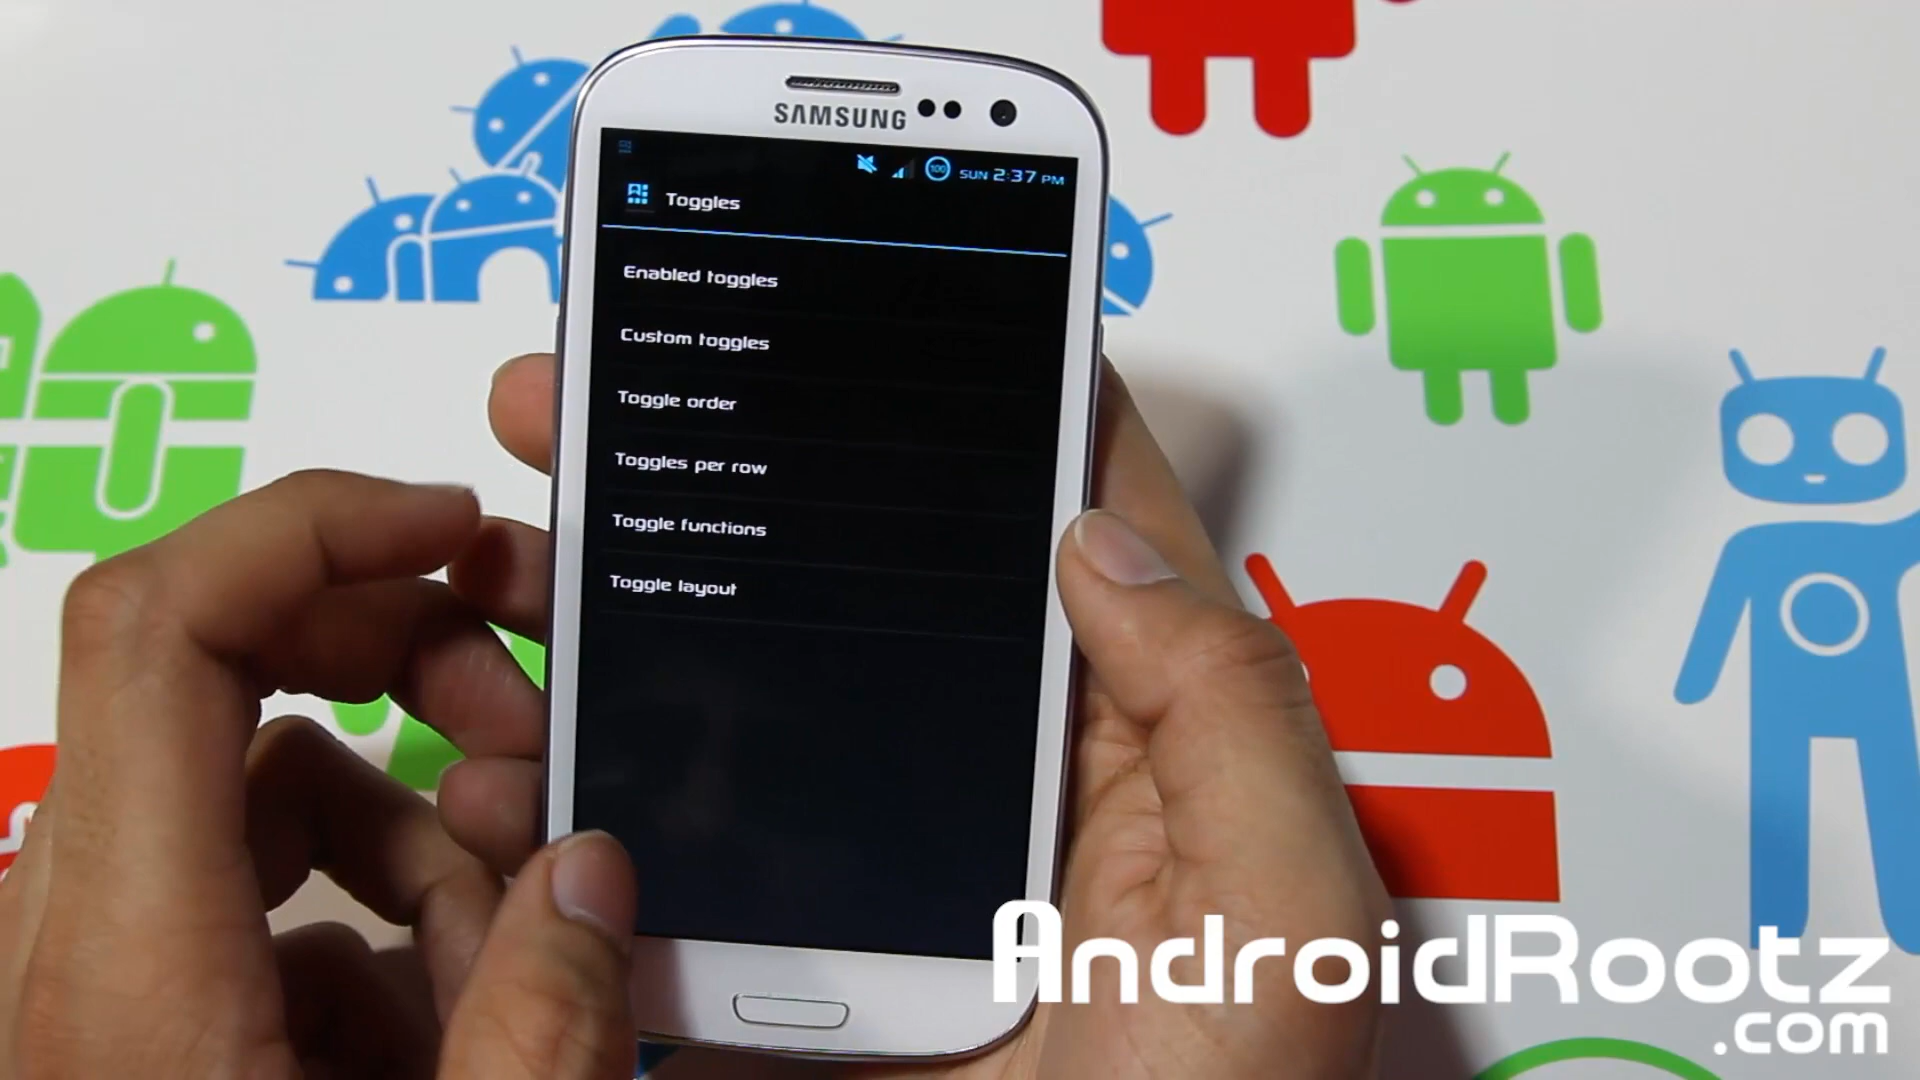 SAMSUNG
100 SUN 2:37 PM
Toggles
Enabled toggles
Custom toggles
Toggle order
Toggles per row
Toggle functions
Toggle layout
AndroidRootz
.com